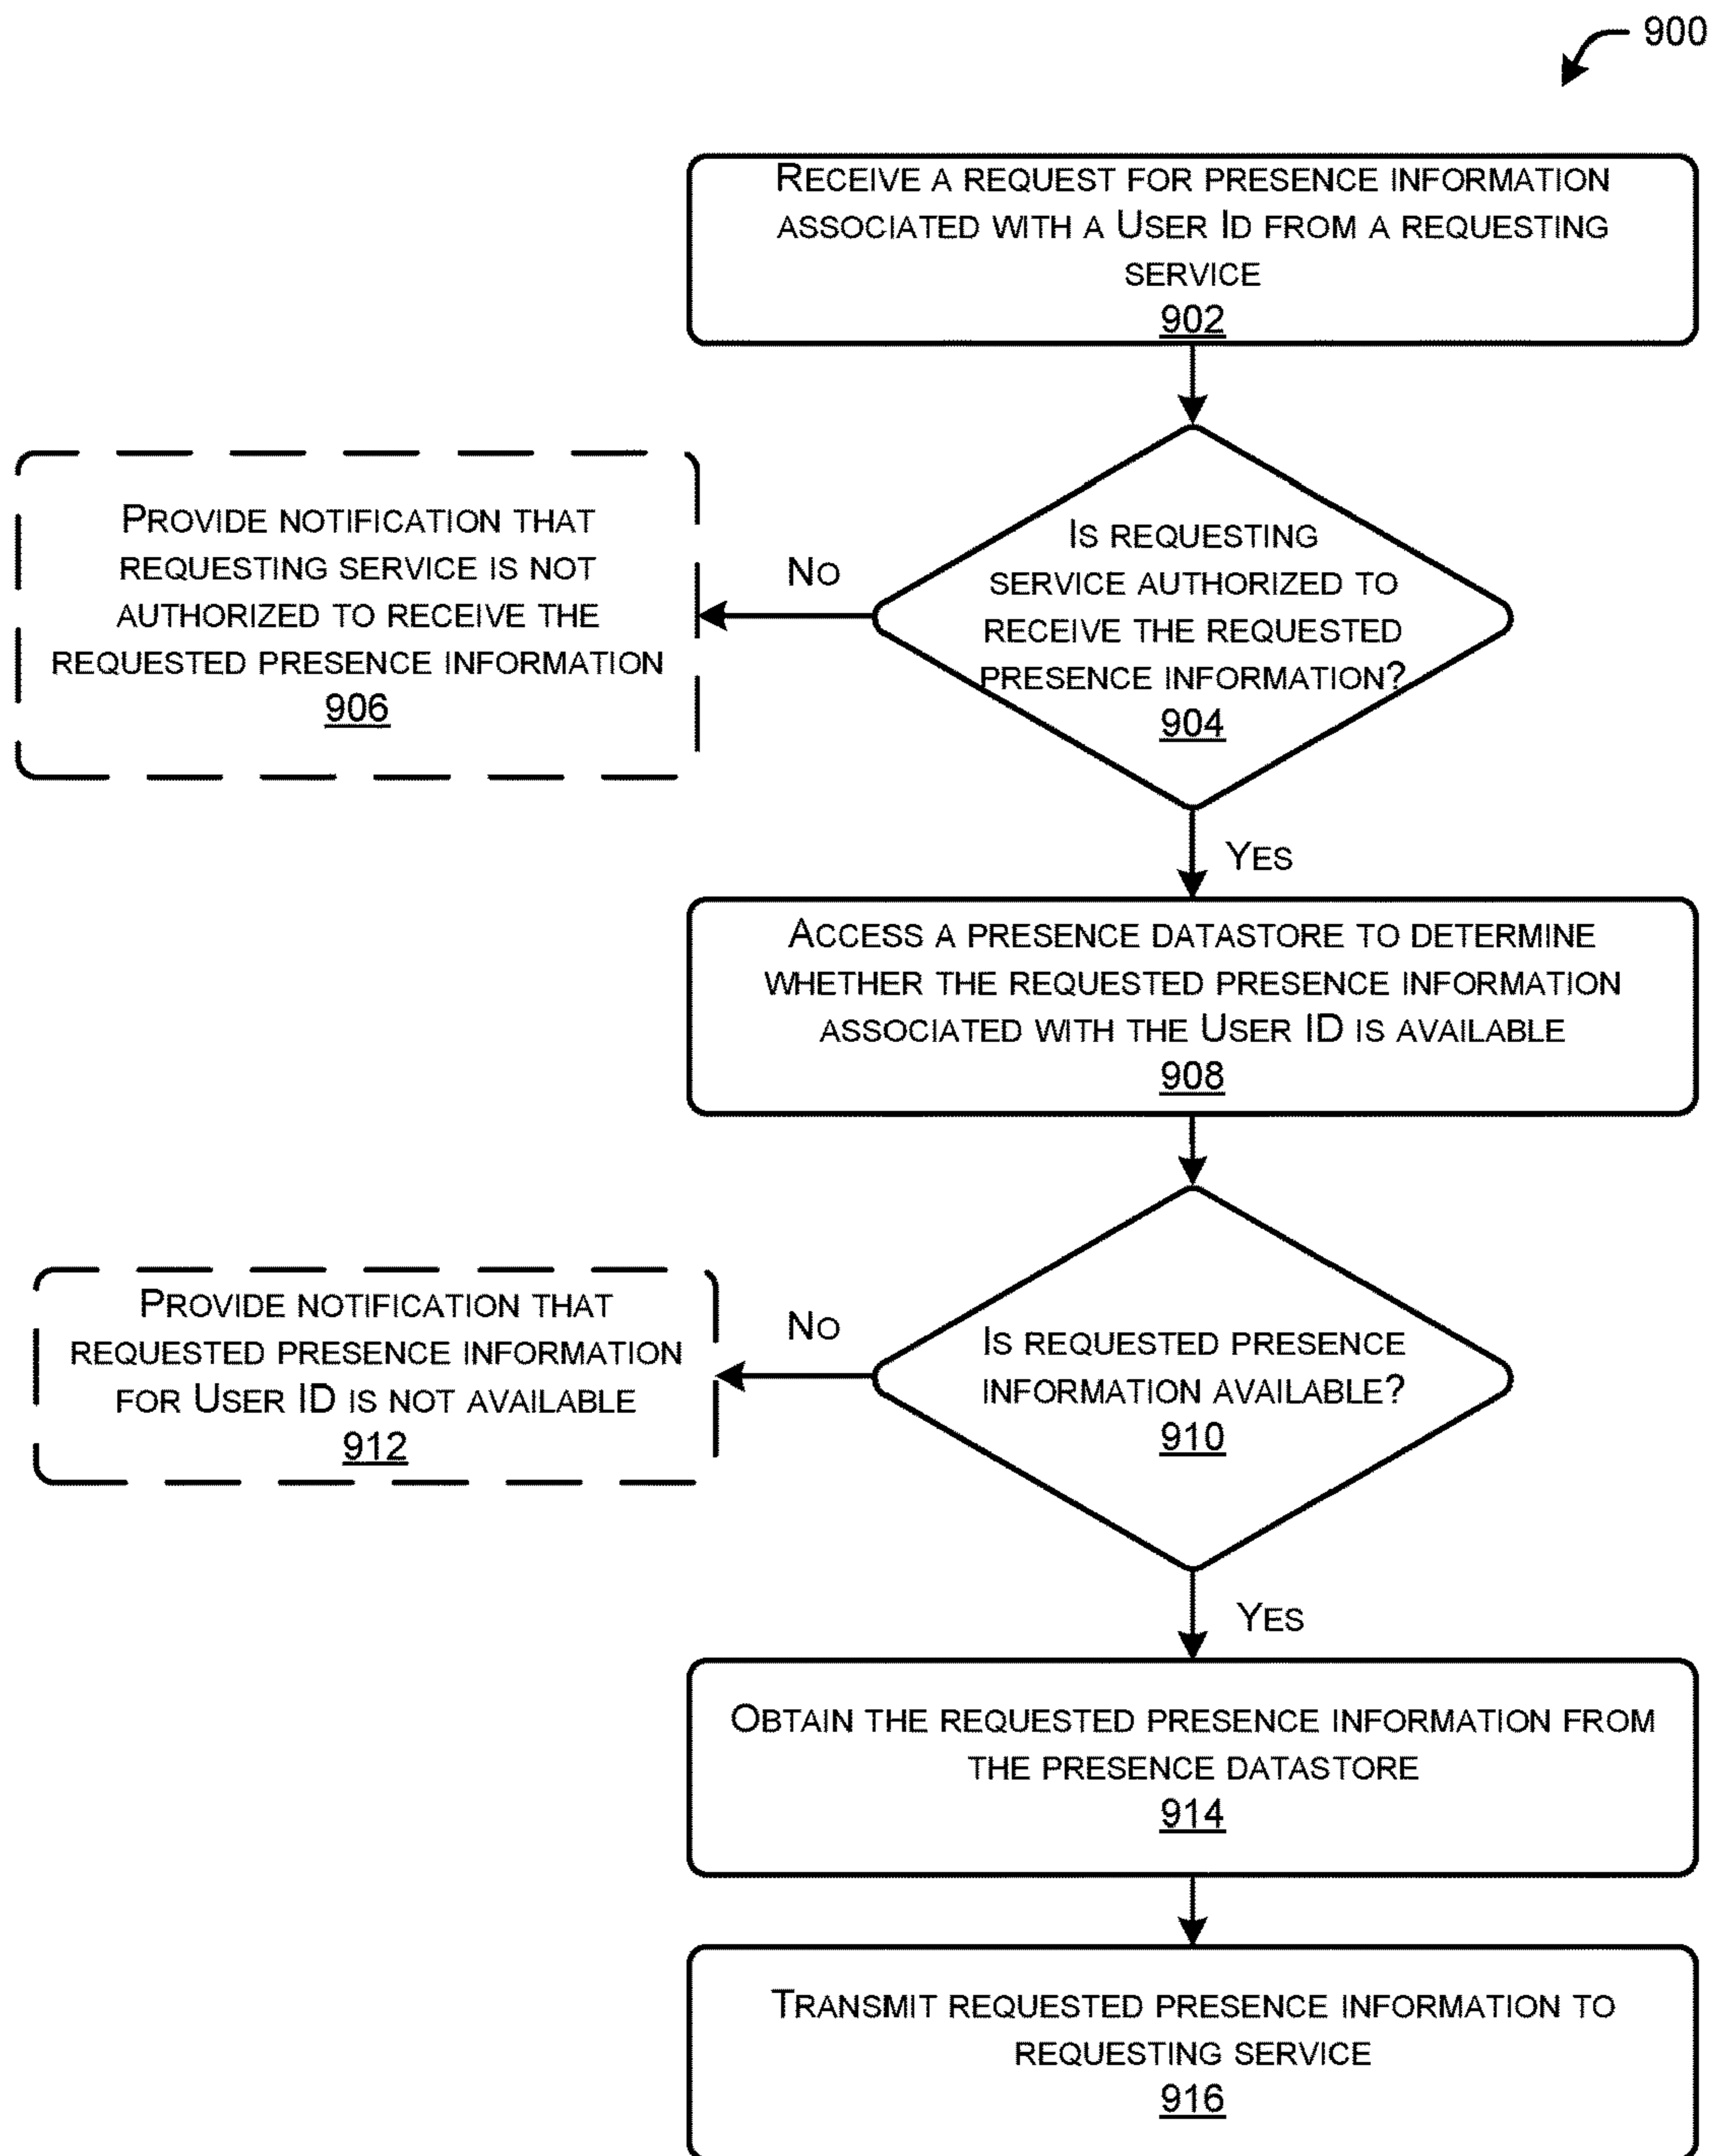 900
RECEIVE A REQUEST FOR PRESENCE INFORMATION
ASSOCIATED WITH A USER ID FROM A REQUESTING
SERVICE
902
IS REQUESTING
SERVICE AUTHORIZED TO
RECEIVE THE REQUESTED
PRESENCE INFORMATION?
904
NO
PROVIDE NOTIFICATION THAT
REQUESTING SERVICE IS NOT
AUTHORIZED TO RECEIVE THE
REQUESTED PRESENCE INFORMATION
906
YES
ACCESS A PRESENCE DATASTORE TO DETERMINE
WHETHER THE REQUESTED PRESENCE INFORMATION
ASSOCIATED WITH THE USER ID IS AVAILABLE
908
IS REQUESTED PRESENCE
INFORMATION AVAILABLE?
910
NO
PROVIDE NOTIFICATION THAT
REQUESTED PRESENCE INFORMATION
FOR USER ID IS NOT AVAILABLE
912
YES
OBTAIN THE REQUESTED PRESENCE INFORMATION FROM
THE PRESENCE DATASTORE
914
TRANSMIT REQUESTED PRESENCE INFORMATION TO
REQUESTING SERVICE
916